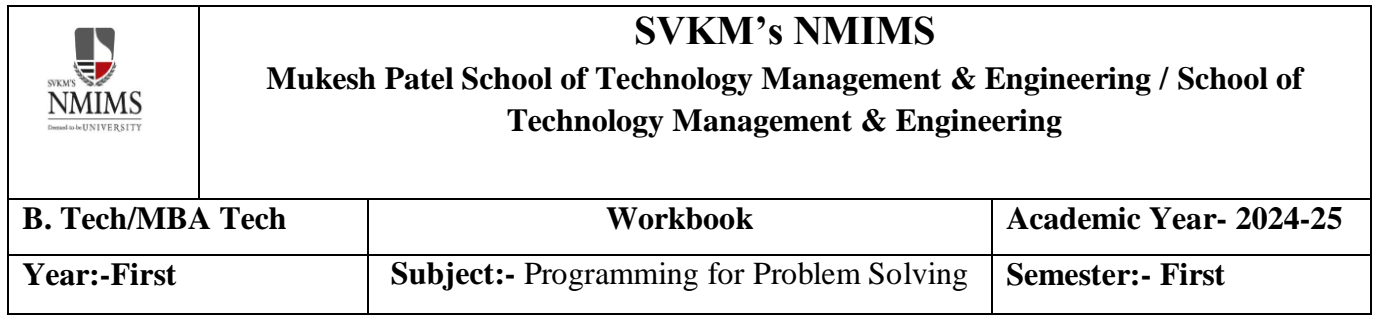 SVKM'S
NMIMS
Deemed-to-be UNIVERSITY
SVKM's NMIMS
Mukesh Patel School of Technology Management & Engineering / School of
Technology Management & Engineering
B. Tech/MBA Tech Workbook Academic Year- 2024-25
Year:-First Subject:- Programming for Problem Solving Semester:- First